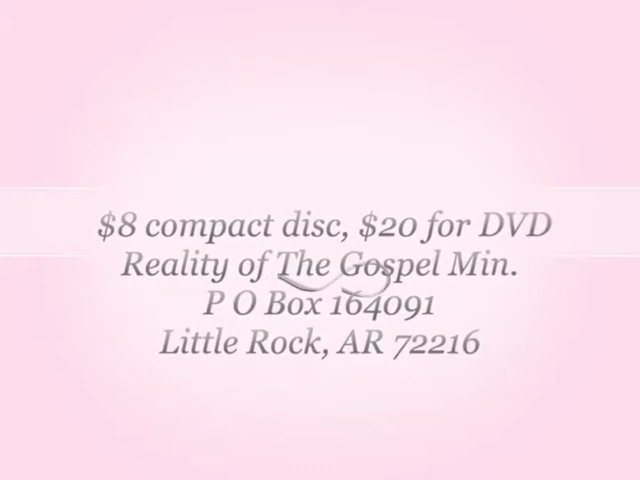 $8 compact disc, $20 for DVD
Reality of The Gospel Min.
P O Box 164091
Little Rock, AR 72216